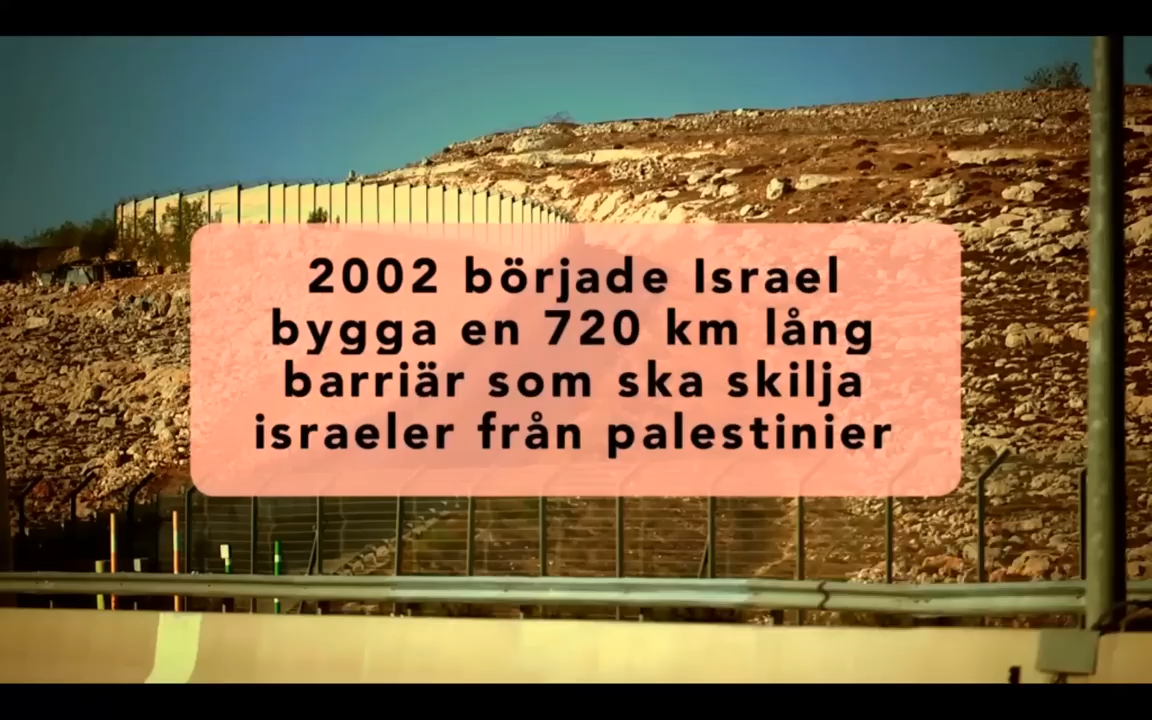 2002 började Israel
bygga en 720 km lång
barriär som ska skilja
israeler från palestinier